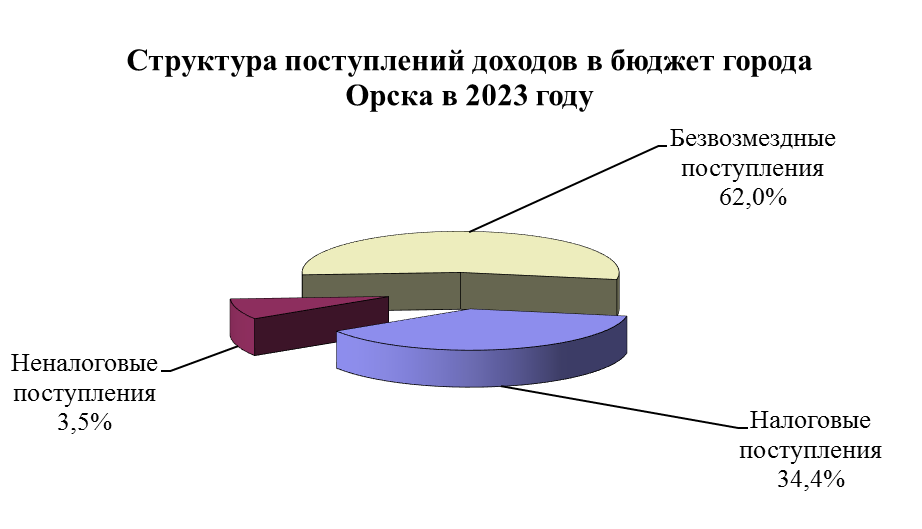 Структура поступлений доходов в бюджет города
Орска в 2023 году
Безвозмездные
поступления
62,0%
Неналоговые
поступления
3,5%
Налоговые
поступления
34,4%